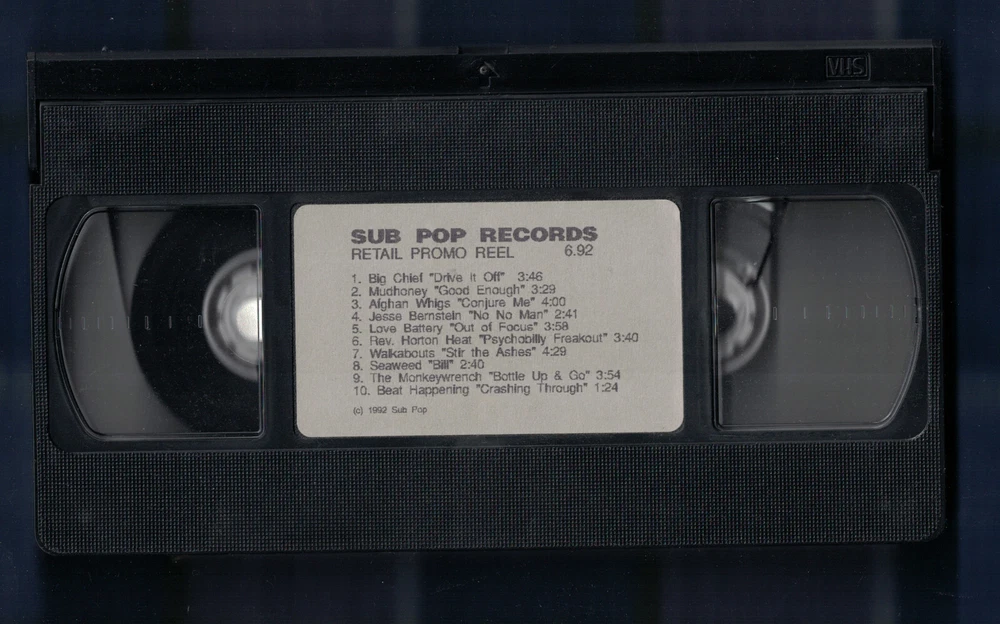 VHS
SUB POP RECORDS
RETAIL PROMO REEL 6.92
1. Big Chief "Drive it Off" 3:46
2. Mudhoney "Good Enough" 3:29
3. Afghan Whigs "Conjure Me" 4:00
4. Jesse Bernstein "No No Man" 2:41
5. Love Battery "Out of Focus" 3:58
6. Rev. Horton Heat "Psychobilly Freakout" 3:40
7. Walkabouts "Stir the Ashes" 4:29
8. Seaweed "Bill" 2:40
9. The Monkeywrench "Bottle Up & Go" 3:54
10. Beat Happening "Crashing Through" 1:24
(c) 1992 Sub Pop